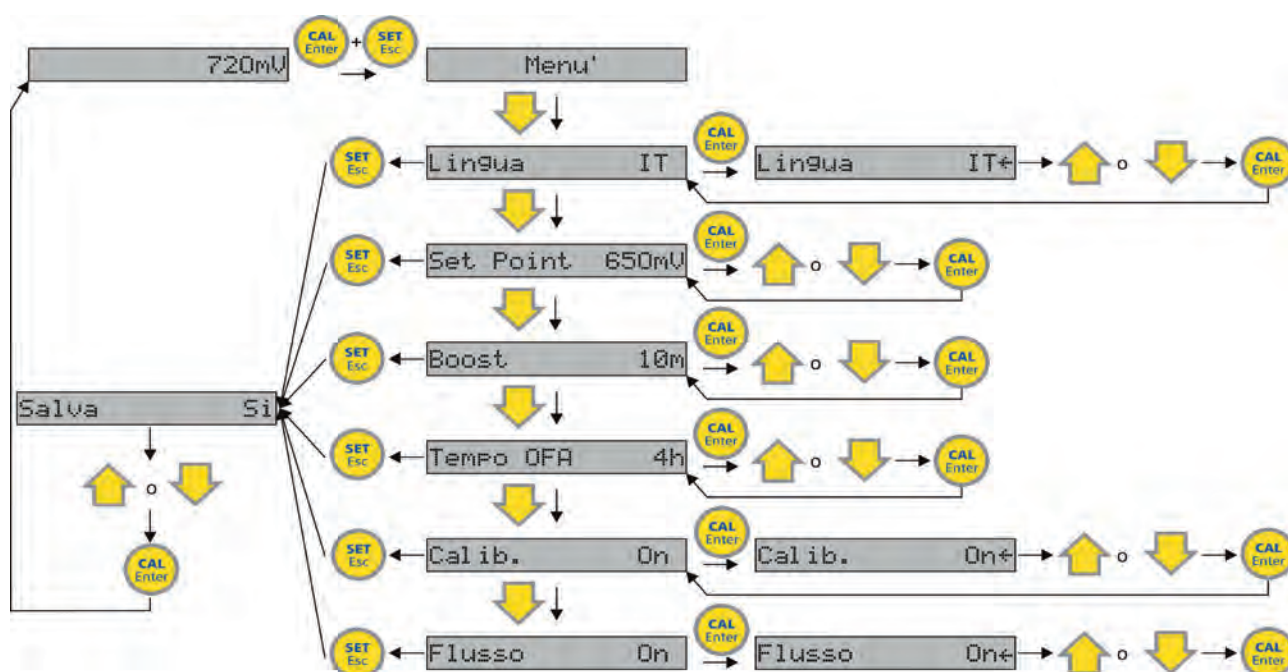 720mV CAL Enter + SET Esc Menu'
SET Esc Lingua IT CAL Enter Lingua IT← o CAL Enter
SET Esc Set Point 650mV CAL Enter o CAL Enter
SET Esc Boost 10m CAL Enter o CAL Enter
Salva Si
SET Esc Tempo OFA 4h CAL Enter o CAL Enter
o
CAL Enter
SET Esc Calib. On CAL Enter Calib. On← o CAL Enter
SET Esc Flusso On CAL Enter Flusso On← o CAL Enter